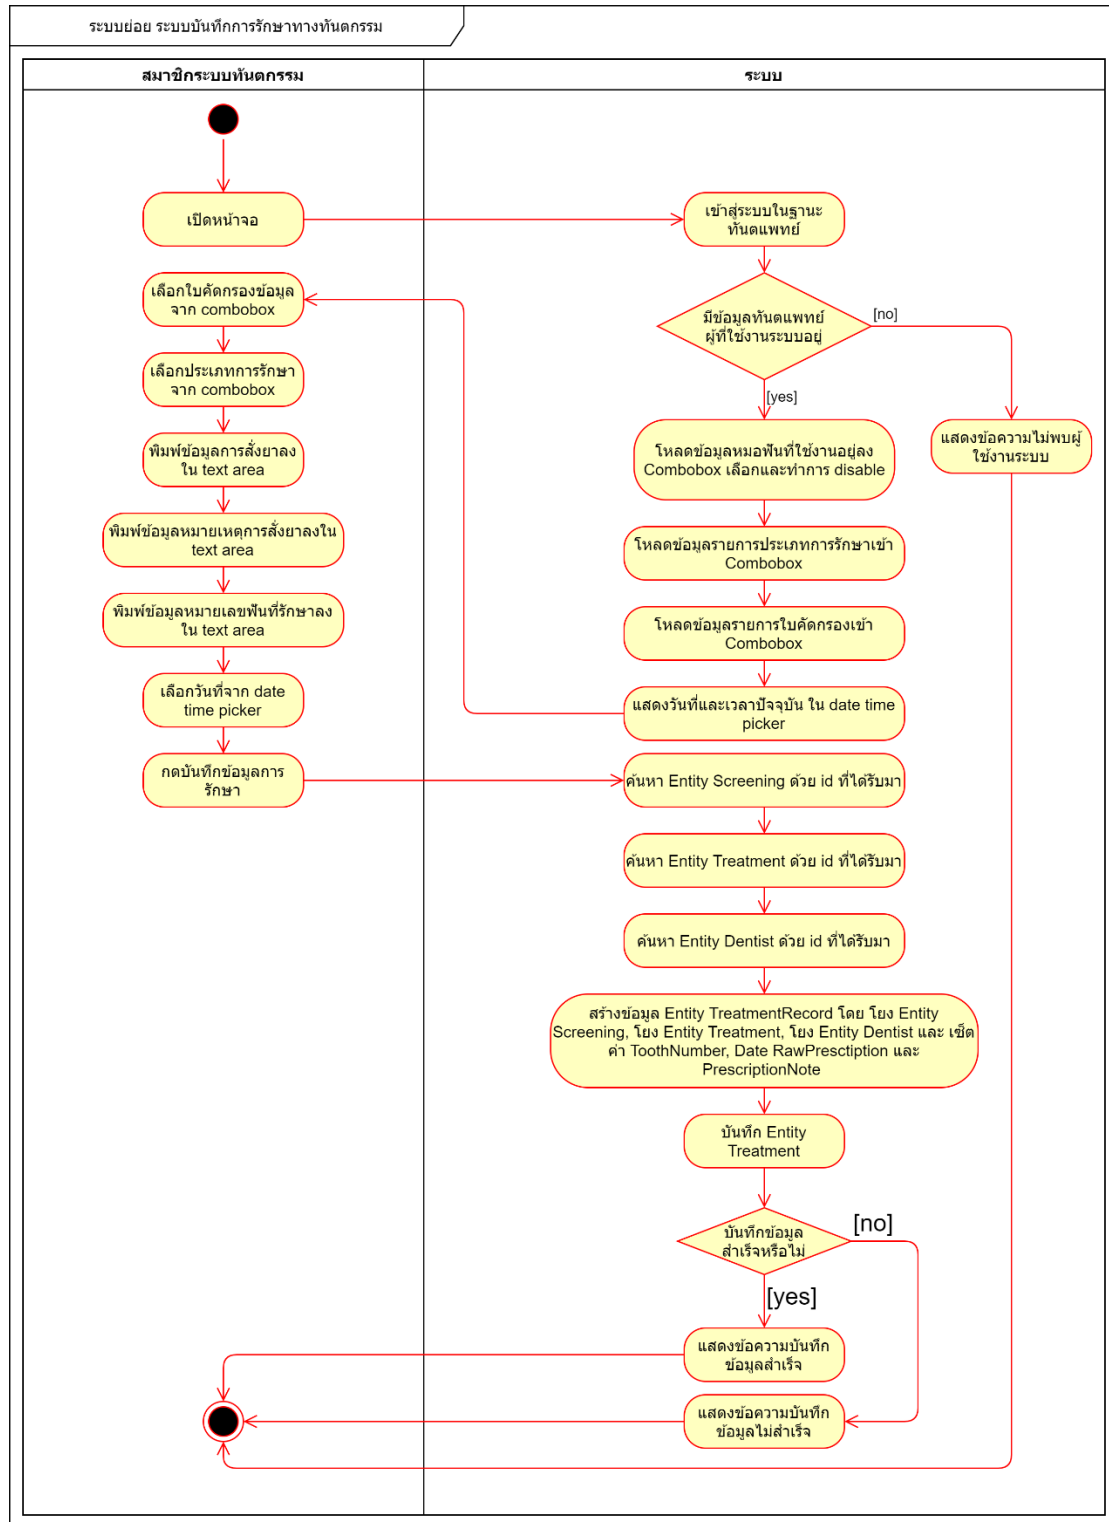 ระบบย่อย ระบบบันทึกการรักษาทางทันตกรรม
สมาชิกระบบทันตกรรม
ระบบ
เปิดหน้าจอ
เข้าสู่ระบบในฐานะ
ทันตแพทย์
เลือกใบคัดกรองข้อมูล
จาก combobox
มีข้อมูลทันตแพทย์
ผู้ที่ใช้งานระบบอยู่
[no]
เลือกประเภทการรักษา
จาก combobox
[yes]
พิมพ์ข้อมูลการสั่งยาลง
ใน text area
โหลดข้อมูลหมอฟันที่ใช้งานอยู่ลง
Combobox เลือกและทำการ disable
แสดงข้อความไม่พบผู้
ใช้งานระบบ
พิมพ์ข้อมูลหมายเหตุการสั่งยาลงใน
text area
โหลดข้อมูลรายการประเภทการรักษาเข้า
Combobox
พิมพ์ข้อมูลหมายเลขฟันที่รักษาลง
ใน text area
โหลดข้อมูลรายการใบคัดกรองเข้า
Combobox
เลือกวันที่จาก date
time picker
แสดงวันที่และเวลาปัจจุบัน ใน date time
picker
กดบันทึกข้อมูลการ
รักษา
ค้นหา Entity Screening ด้วย id ที่ได้รับมา
ค้นหา Entity Treatment ด้วย id ที่ได้รับมา
ค้นหา Entity Dentist ด้วย id ที่ได้รับมา
สร้างข้อมูล Entity TreatmentRecord โดย โยง Entity
Screening, โยง Entity Treatment, โยง Entity Dentist และ เซ็ต
ค่า ToothNumber, Date RawPresctiption และ
PrescriptionNote
บันทึก Entity
Treatment
บันทึกข้อมูล
สำเร็จหรือไม่
[no]
[yes]
แสดงข้อความบันทึก
ข้อมูลสำเร็จ
แสดงข้อความบันทึก
ข้อมูลไม่สำเร็จ